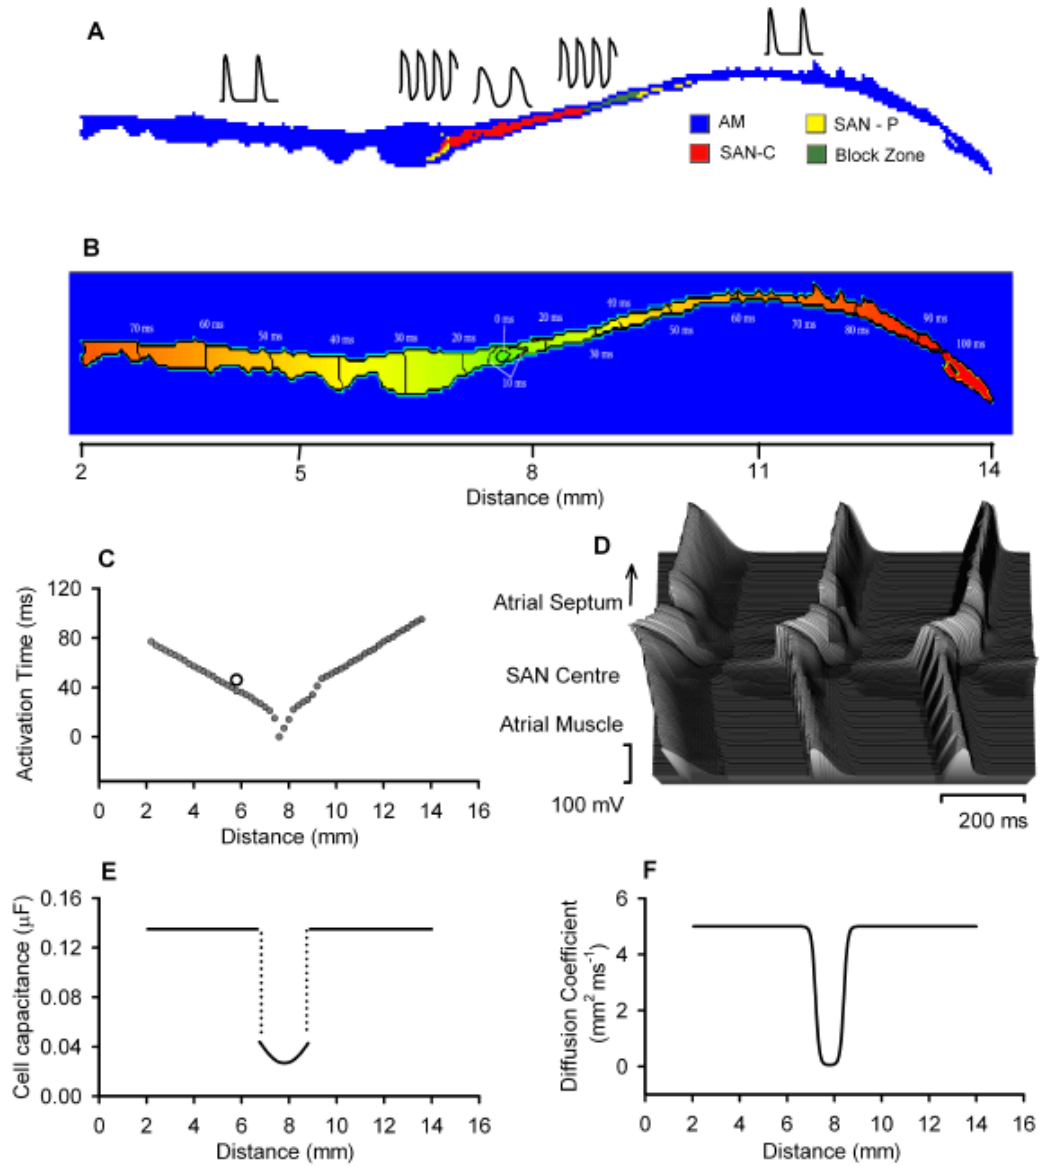 A
AM
SAN - P
SAN-C
Block Zone
B
70 ms
60 ms
50 ms
40 ms
30 ms
20 ms
0 ms
10 ms
20 ms
30 ms
40 ms
50 ms
60 ms
70 ms
80 ms
90 ms
100 ms
2 5 8 11 14
Distance (mm)
C
Activation Time (ms)
120
80
40
0
0 2 4 6 8 10 12 14 16
Distance (mm)
D
Atrial Septum
SAN Centre
Atrial Muscle
100 mV
200 ms
E
Cell capacitance (μF)
0.16
0.12
0.08
0.04
0.00
0 2 4 6 8 10 12 14 16
Distance (mm)
F
Diffusion Coefficient
(mm² ms⁻¹)
6
4
2
0
0 2 4 6 8 10 12 14 16
Distance (mm)